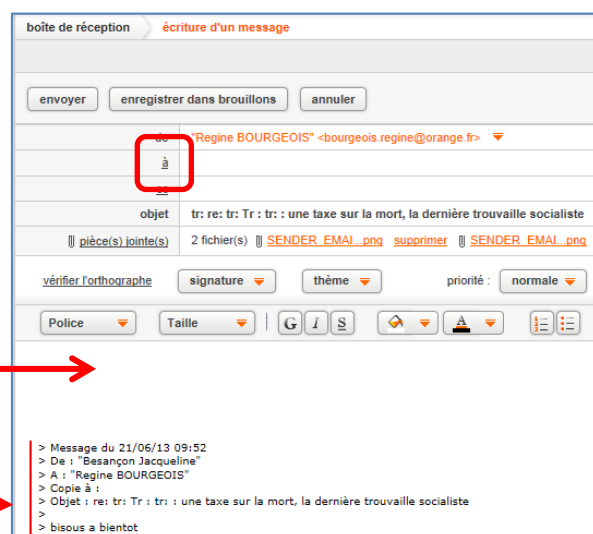 boîte de réception écriture d'un message
envoyer enregistrer dans brouillons annuler
de "Regine BOURGEOIS" <bourgeois.regine@orange.fr>
à
cc
objet tr: re: tr: Tr : tr: : une taxe sur la mort, la dernière trouvaille socialiste
pièce(s) jointe(s) 2 fichier(s) SENDER_EMAI...png supprimer SENDER_EMAI...png
vérifier l'orthographe signature thème priorité : normale
Police Taille G I S A
> Message du 21/06/13 09:52
> De : "Besançon Jacqueline"
> A : "Regine BOURGEOIS"
> Copie à :
> Objet : re: tr: Tr : tr: : une taxe sur la mort, la dernière trouvaille socialiste
>
> bisous a bientot